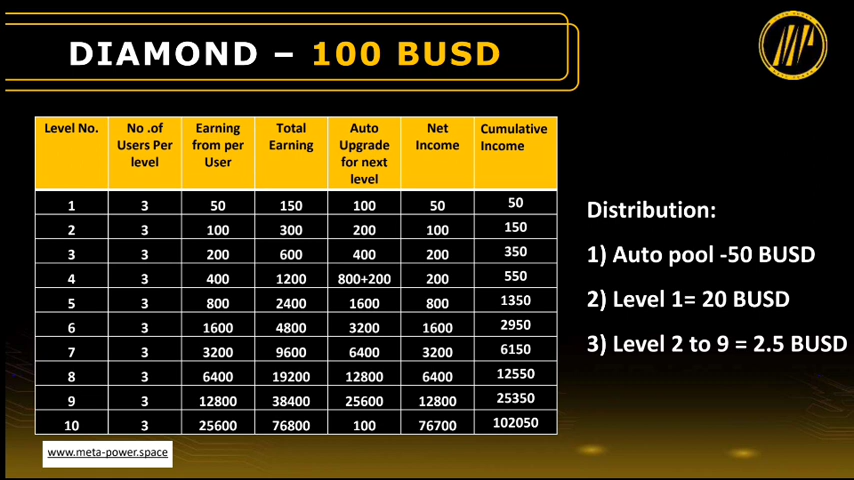 DIAMOND – 100 BUSD
Level No. No .of Users Per level Earning from per User Total Earning Auto Upgrade for next level Net Income Cumulative Income
1 3 50 150 100 50 50
2 3 100 300 200 100 150
3 3 200 600 400 200 350
4 3 400 1200 800+200 200 550
5 3 800 2400 1600 800 1350
6 3 1600 4800 3200 1600 2950
7 3 3200 9600 6400 3200 6150
8 3 6400 19200 12800 6400 12550
9 3 12800 38400 25600 12800 25350
10 3 25600 76800 100 76700 102050
Distribution:
1) Auto pool -50 BUSD
2) Level 1= 20 BUSD
3) Level 2 to 9 = 2.5 BUSD
www.meta-power.space